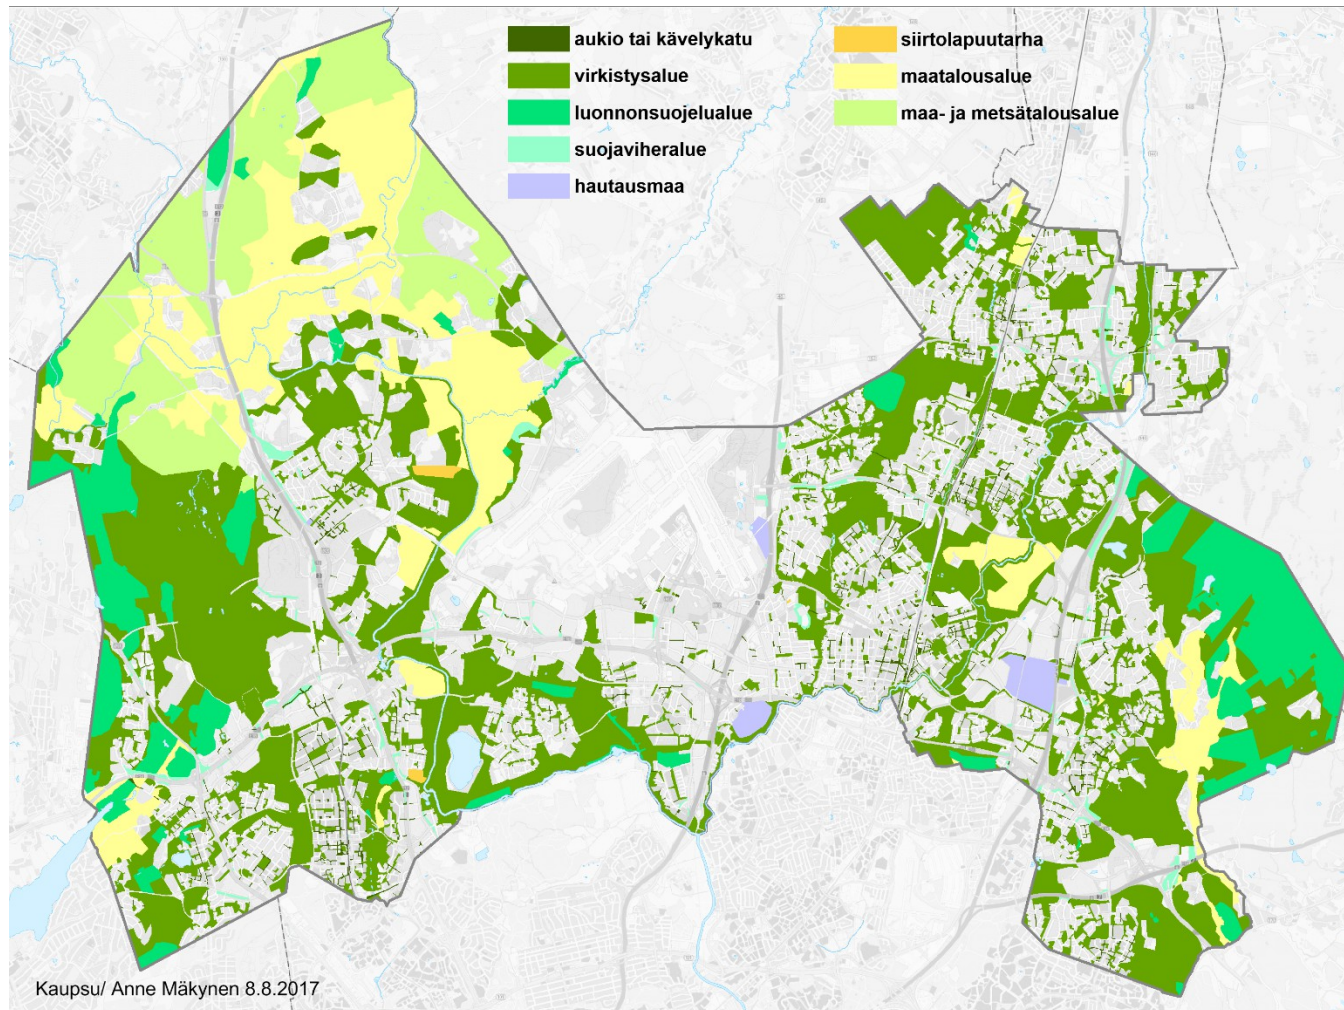 aukio tai kävelykatu
virkistysalue
luonnonsuojelualue
suojaviheralue
hautausmaa
siirtolapuutarha
maatalousalue
maa- ja metsätalousalue
Kaupsu/ Anne Mäkynen 8.8.2017